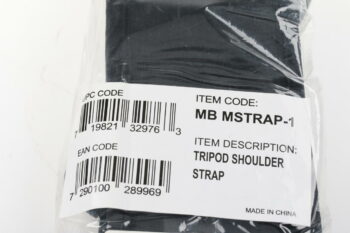 UPC CODE
7 19821 32976 3
EAN CODE
7 290100 289969
ITEM CODE:
MB MSTRAP-1
ITEM DESCRIPTION:
TRIPOD SHOULDER
STRAP
MADE IN CHINA